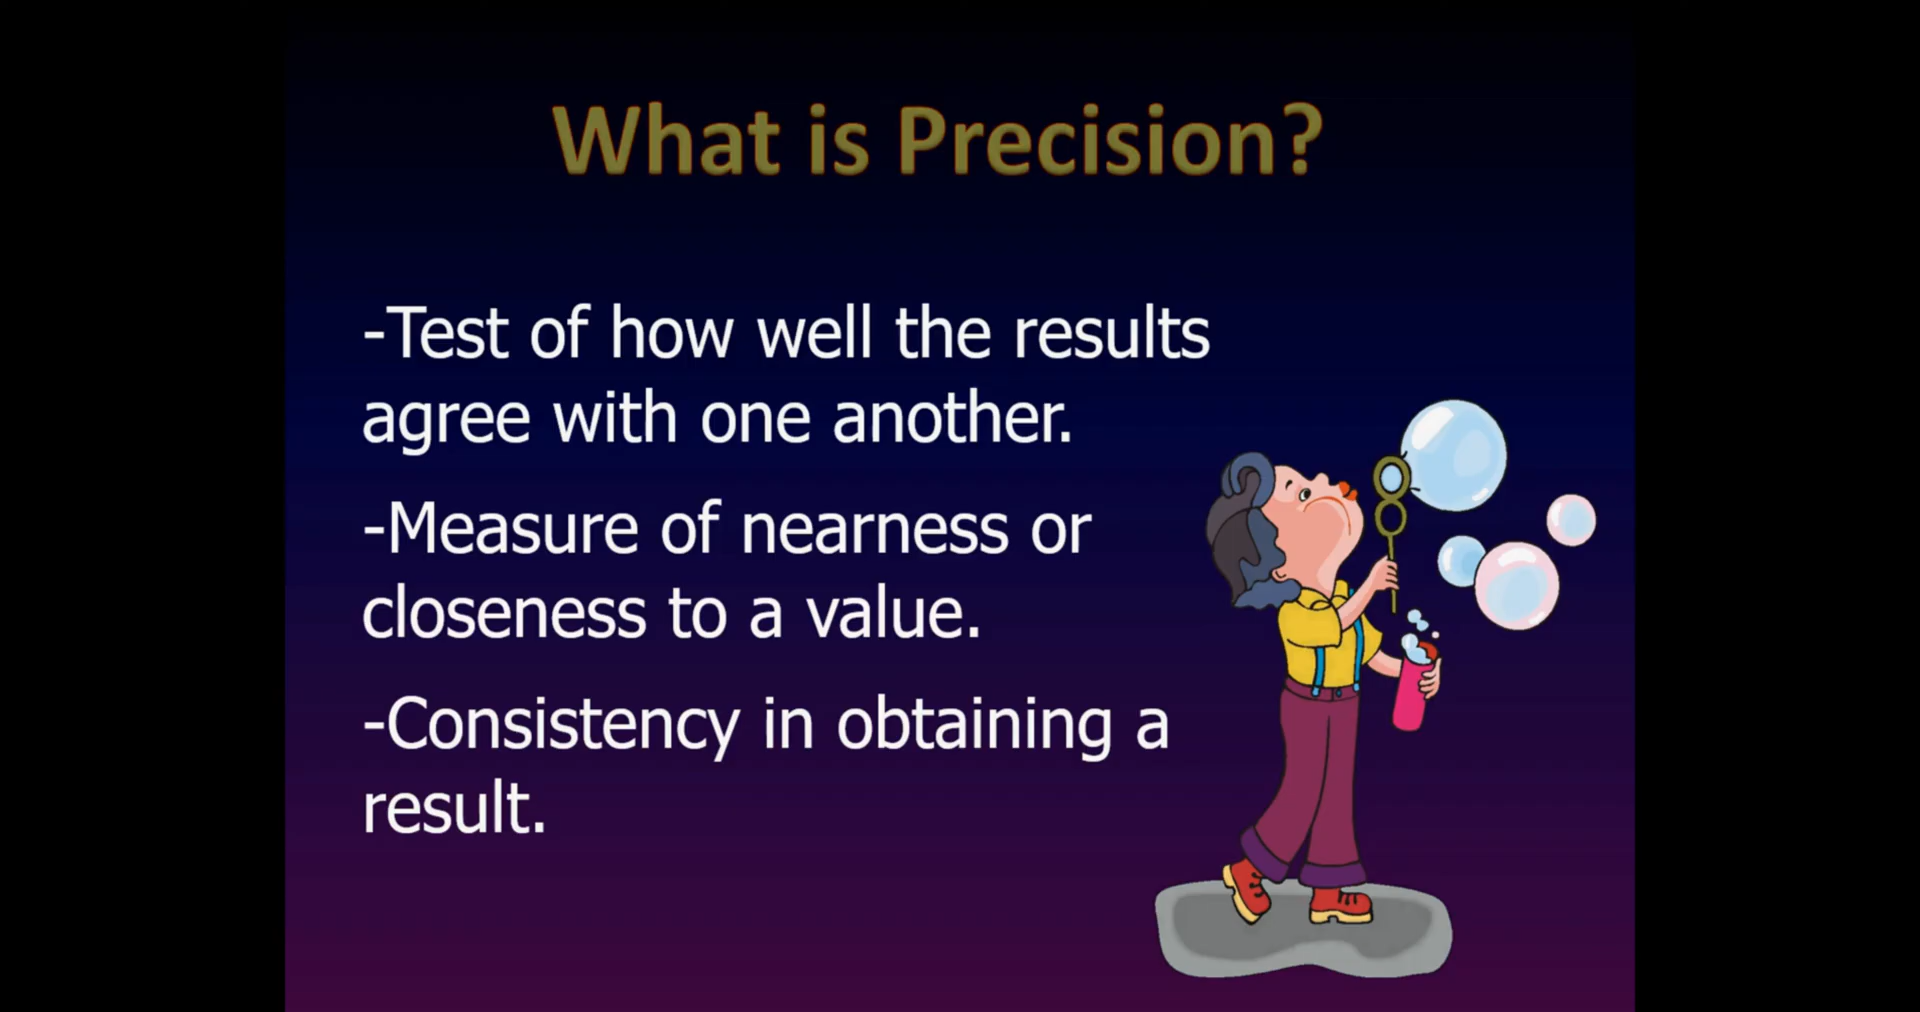 What is Precision?
-Test of how well the results
agree with one another.
-Measure of nearness or
closeness to a value.
-Consistency in obtaining a
result.